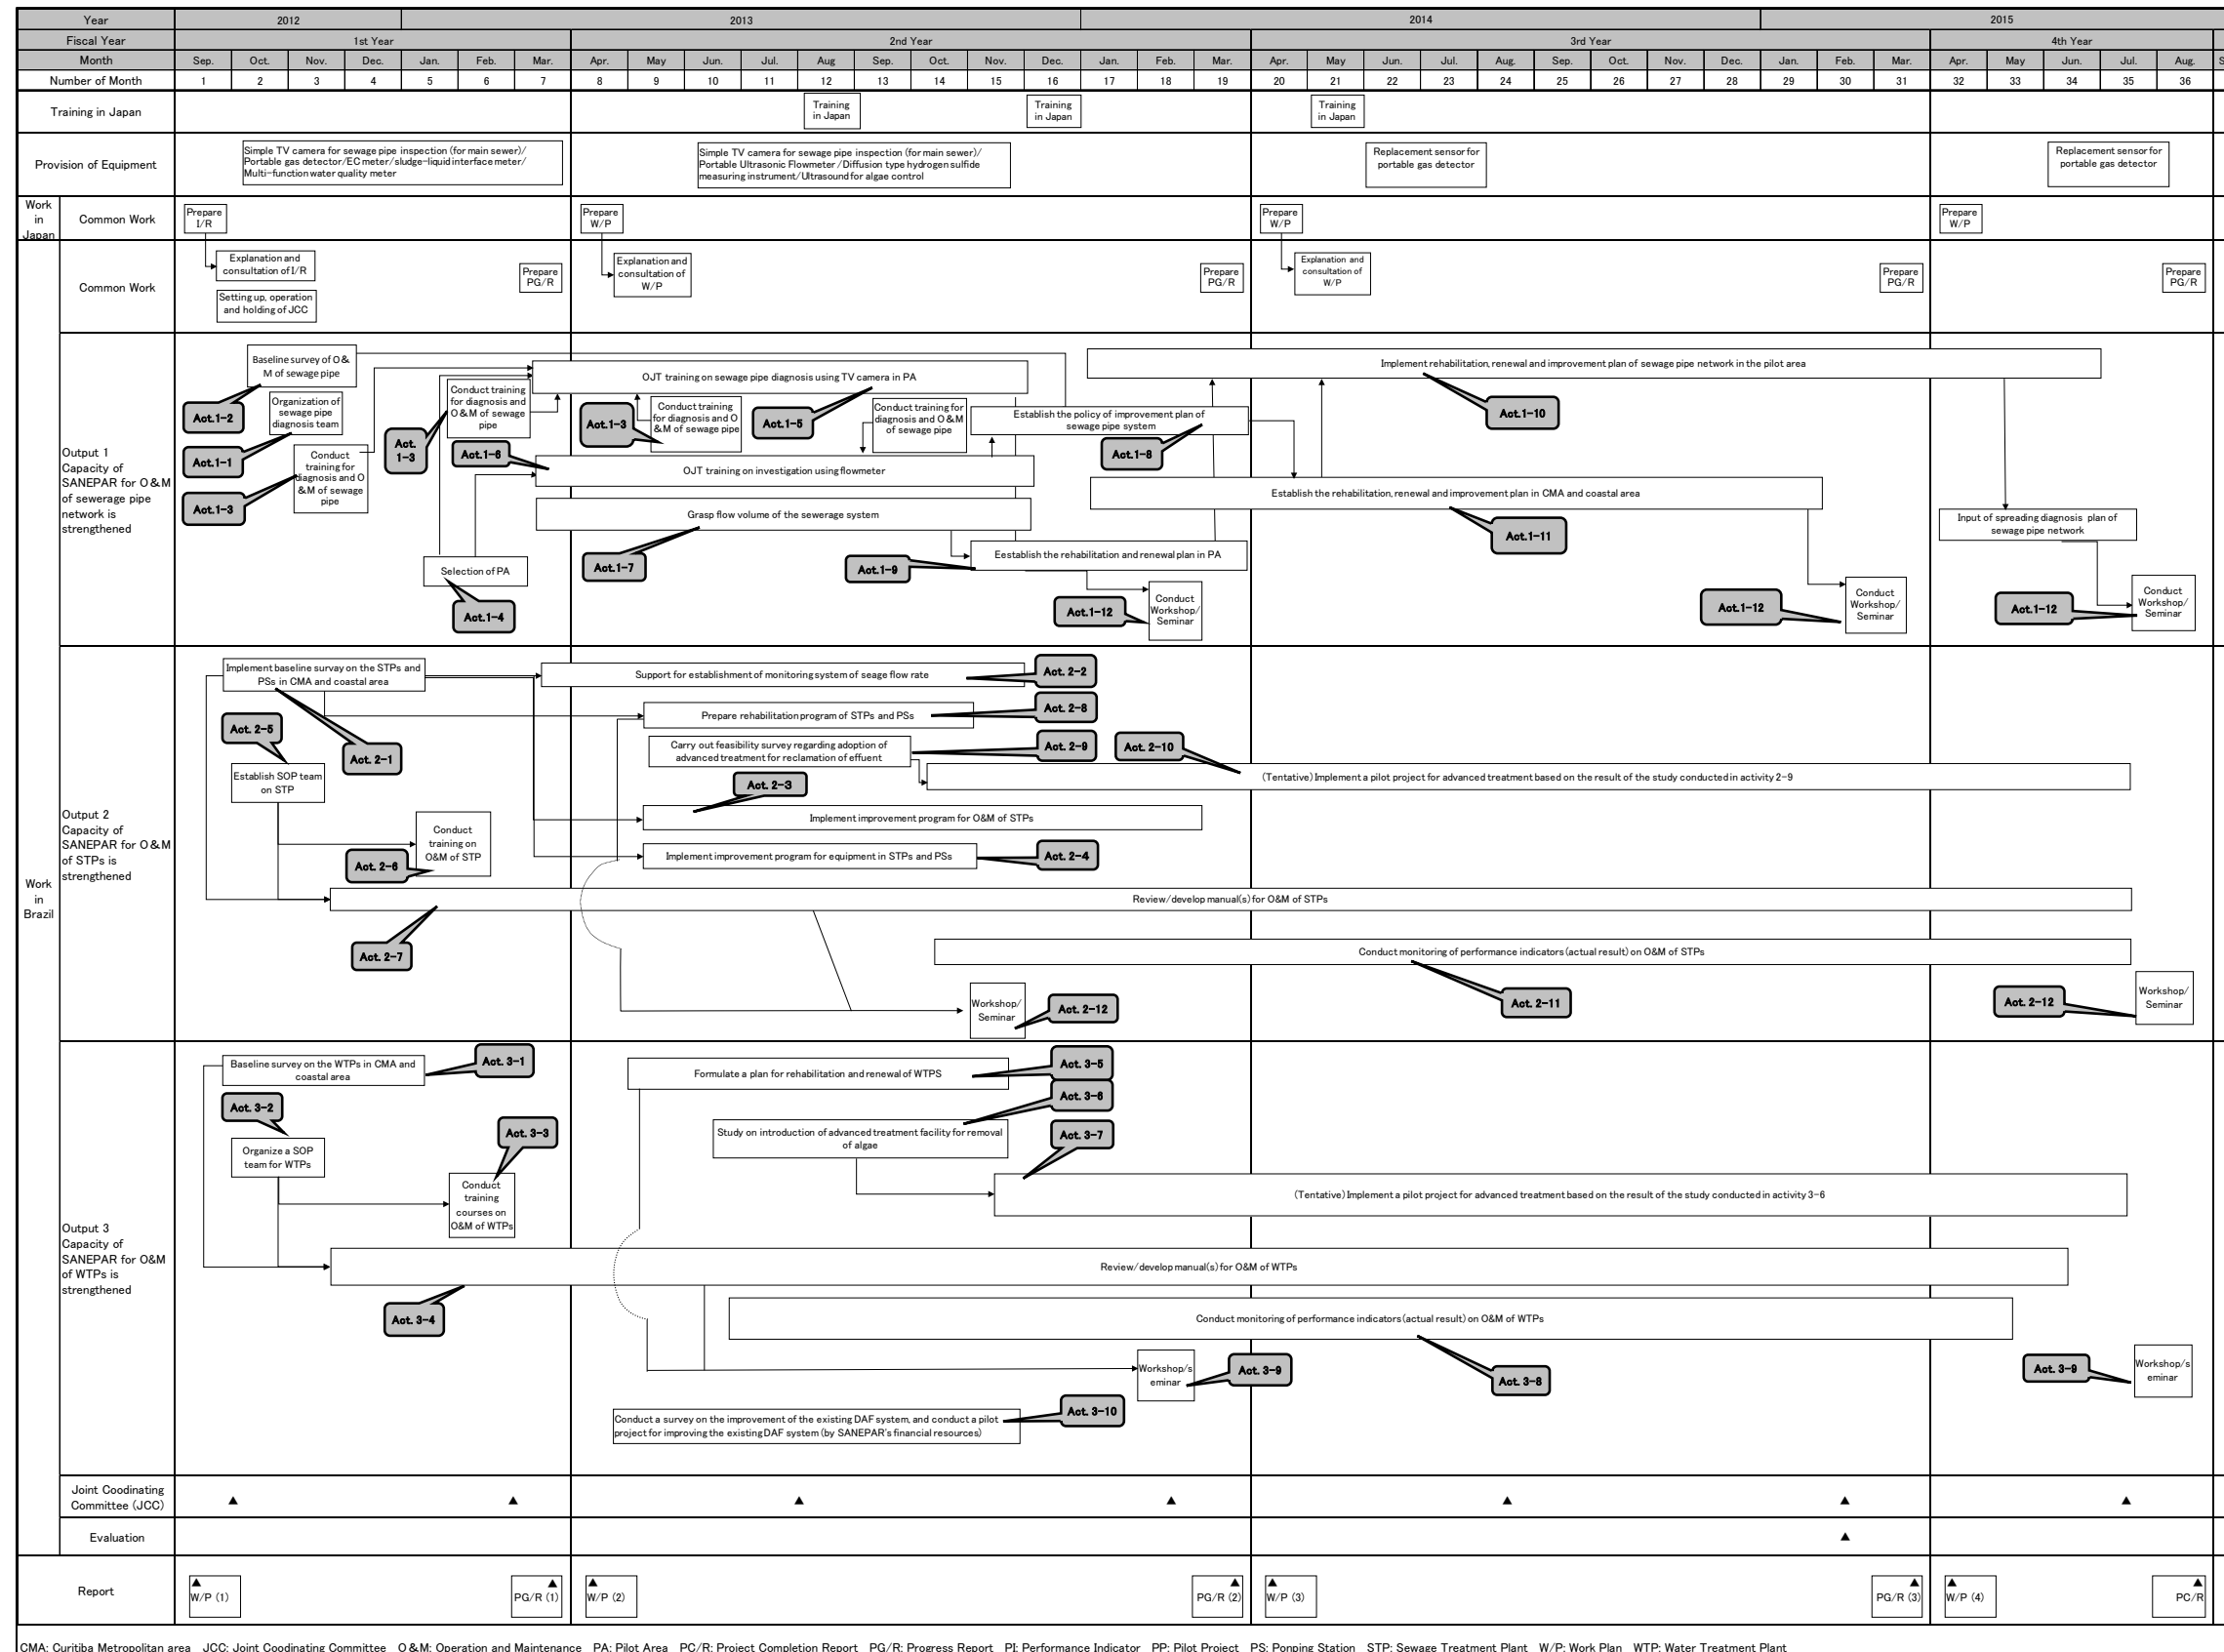 Year 2012 2013 2014 2015
Fiscal Year 1st Year 2nd Year 3rd Year 4th Year
Month Sep. Oct. Nov. Dec. Jan. Feb. Mar. Apr. May Jun. Jul. Aug Sep. Oct. Nov. Dec. Jan. Feb. Mar. Apr. May Jun. Jul. Aug. Sep. Oct. Nov. Dec. Jan. Feb. Mar. Apr. May Jun. Jul. Aug. S
Number of Month 1 2 3 4 5 6 7 8 9 10 11 12 13 14 15 16 17 18 19 20 21 22 23 24 25 26 27 28 29 30 31 32 33 34 35 36
Training in Japan
Training
in Japan
Training
in Japan
Training
in Japan
Provision of Equipment
Simple TV camera for sewage pipe inspection (for main sewer)/
Portable gas detector/EC meter/sludge-liquid interface meter/
Multi-function water quality meter
Simple TV camera for sewage pipe inspection (for main sewer)/
Portable Ultrasonic Flowmeter /Diffusion type hydrogen sulfide
measuring instrument/Ultrasound for algae control
Replacement sensor for
portable gas detector
Replacement sensor for
portable gas detector
Work
in
Japan
Common Work
Prepare
I/R
Prepare
W/P
Prepare
W/P
Prepare
W/P
Work
in
Brazil
Common Work
Explanation and
consultation of I/R
Setting up, operation
and holding of JCC
Prepare
PG/R
Explanation and
consultation of
W/P
Prepare
PG/R
Explanation and
consultation of
W/P
Prepare
PG/R
Prepare
PG/R
Output 1
Capacity of
SANEPAR for O&M
of sewerage pipe
network is
strengthened
Baseline survey of O&
M of sewage pipe
Act.1-2
Organization of
sewage pipe
diagnosis team
Act.1-1
Conduct
training for
diagnosis and O
&M of sewage
pipe
Act.1-3
Act.
1-3
Conduct training
for diagnosis and
O&M of sewage
pipe
Act.1-6
Selection of PA
Act.1-4
OJT training on sewage pipe diagnosis using TV camera in PA
Act.1-3
Conduct training
for diagnosis and O
&M of sewage pipe
Act.1-5
Conduct training for
diagnosis and O&M
of sewage pipe
OJT training on investigation using flowmeter
Grasp flow volume of the sewerage system
Act.1-7
Establish the policy of improvement plan of
sewage pipe system
Act.1-8
Act.1-9
Eestablish the rehabilitation and renewal plan in PA
Act.1-12
Conduct
Workshop/
Seminar
Implement rehabilitation, renewal and improvement plan of sewage pipe network in the pilot area
Act.1-10
Establish the rehabilitation, renewal and improvement plan in CMA and coastal area
Act.1-11
Act.1-12
Conduct
Workshop/
Seminar
Input of spreading diagnosis plan of
sewage pipe network
Act.1-12
Conduct
Workshop/
Seminar
Output 2
Capacity of
SANEPAR for O&M
of STPs is
strengthened
Implement baseline survey on the STPs and
PSs in CMA and coastal area
Act. 2-5
Act. 2-1
Establish SOP team
on STP
Conduct
training on
O&M of STP
Act. 2-6
Support for establishment of monitoring system of seage flow rate
Act. 2-2
Prepare rehabilitation program of STPs and PSs
Act. 2-8
Carry out feasibility survey regarding adoption of
advanced treatment for reclamation of effuent
Act. 2-9
Act. 2-10
(Tentative) Implement a pilot project for advanced treatment based on the result of the study conducted in activity 2-9
Act. 2-3
Implement improvement program for O&M of STPs
Implement improvement program for equipment in STPs and PSs
Act. 2-4
Review/develop manual(s) for O&M of STPs
Act. 2-7
Conduct monitoring of performance indicators (actual result) on O&M of STPs
Act. 2-11
Workshop/
Seminar
Act. 2-12
Act. 2-12
Workshop/
Seminar
Output 3
Capacity of
SANEPAR for O&M
of WTPs is
strengthened
Baseline survey on the WTPs in CMA and
coastal area
Act. 3-1
Act. 3-2
Organize a SOP
team for WTPs
Act. 3-3
Conduct
training
courses on
O&M of WTPs
Formulate a plan for rehabilitation and renewal of WTPS
Act. 3-5
Act. 3-6
Study on introduction of advanced treatment facility for removal
of algae
Act. 3-7
(Tentative) Implement a pilot project for advanced treatment based on the result of the study conducted in activity 3-6
Review/develop manual(s) for O&M of WTPs
Act. 3-4
Conduct monitoring of performance indicators (actual result) on O&M of WTPs
Act. 3-8
Workshop/s
eminar
Act. 3-9
Act. 3-9
Workshop/s
eminar
Conduct a survey on the improvement of the existing DAF system, and conduct a pilot
project for improving the existing DAF system (by SANEPAR's financial resources)
Act. 3-10
Joint Coodinating
Committee (JCC)
▲ ▲ ▲ ▲ ▲ ▲ ▲
Evaluation
▲
Report
▲ ▲ ▲ ▲ ▲ ▲ ▲ ▲
W/P (1) PG/R (1) W/P (2) PG/R (2) W/P (3) PG/R (3) W/P (4) PC/R
CMA: Curitiba Metropolitan area JCC: Joint Coodinating Committee O&M: Operation and Maintenance PA: Pilot Area PC/R: Project Completion Report PG/R: Progress Report PI: Performance Indicator PP: Pilot Project PS: Ponping Station STP: Sewage Treatment Plant W/P: Work Plan WTP: Water Treatment Plant